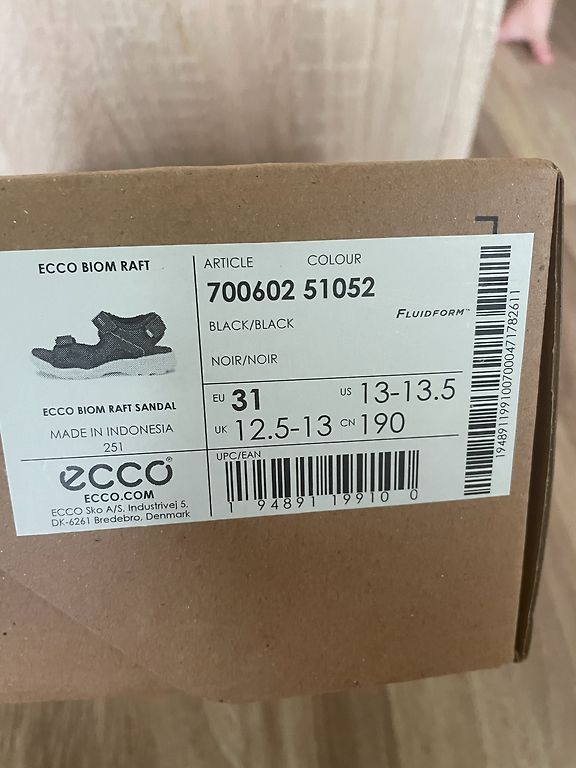 ECCO BIOM RAFT
ECCO BIOM RAFT SANDAL
MADE IN INDONESIA
251
ecco
ECCO.COM
ECCO Sko A/S, Industrivej 5,
DK-6261 Bredebro, Denmark
ARTICLE COLOUR
700602 51052
BLACK/BLACK
NOIR/NOIR
FLUIDFORM™
EU 31 US 13-13.5
UK 12.5-13 CN 190
UPC/EAN
1 94891 19910 0
19489119910070004717826​11